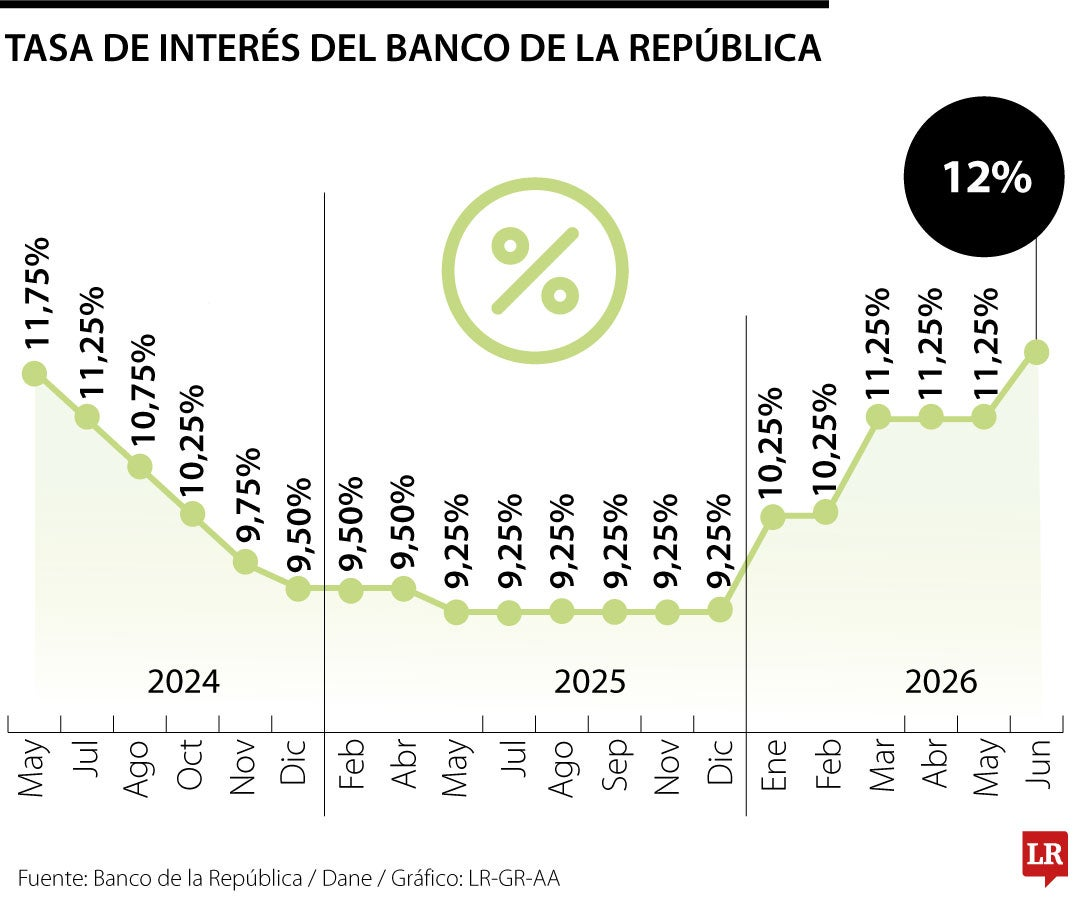 TASA DE INTERÉS DEL BANCO DE LA REPÚBLICA
12%
%
11,75%
11,25%
10,75%
10,25%
9,75%
9,50%
9,50%
9,50%
9,25%
9,25%
9,25%
9,25%
9,25%
9,25%
10,25%
10,25%
11,25%
11,25%
11,25%
2024
2025
2026
May
Jul
Ago
Oct
Nov
Dic
Feb
Abr
May
Jul
Ago
Sep
Nov
Dic
Ene
Feb
Mar
Abr
May
Jun
Fuente: Banco de la República / Dane / Gráfico: LR-GR-AA
LR